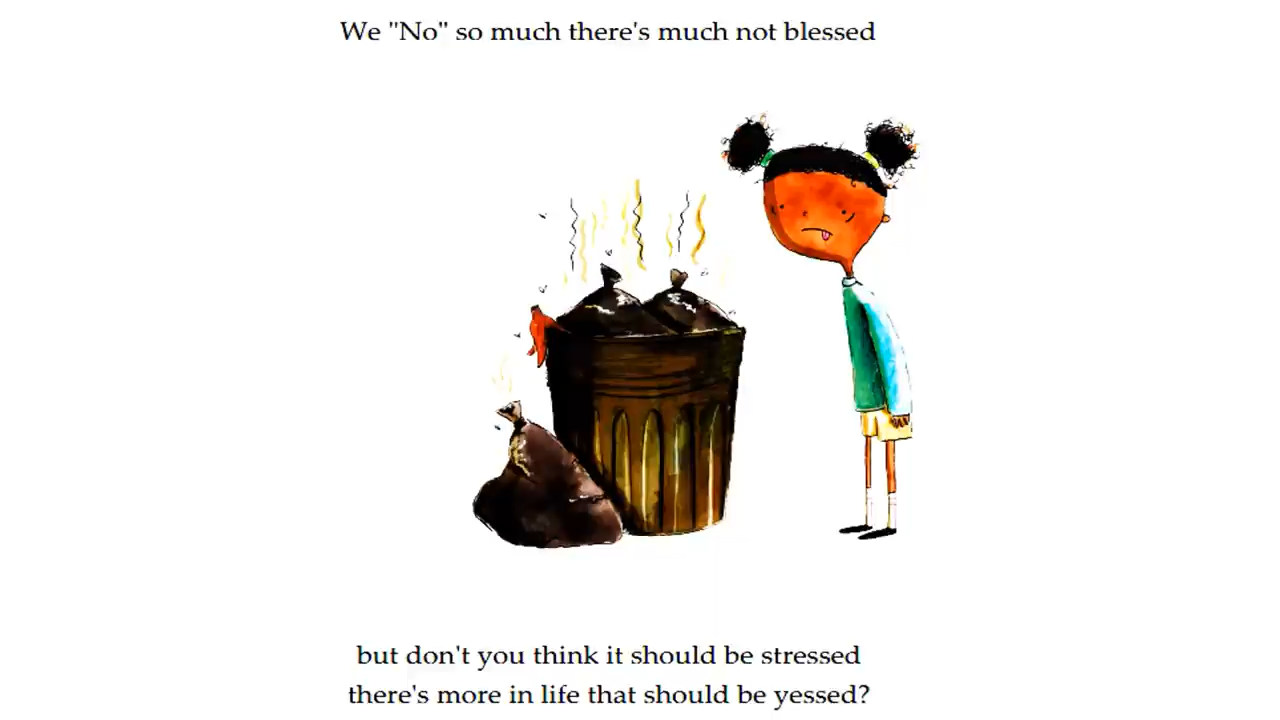 We "No" so much there's much not blessed
but don't you think it should be stressed
there's more in life that should be yessed?